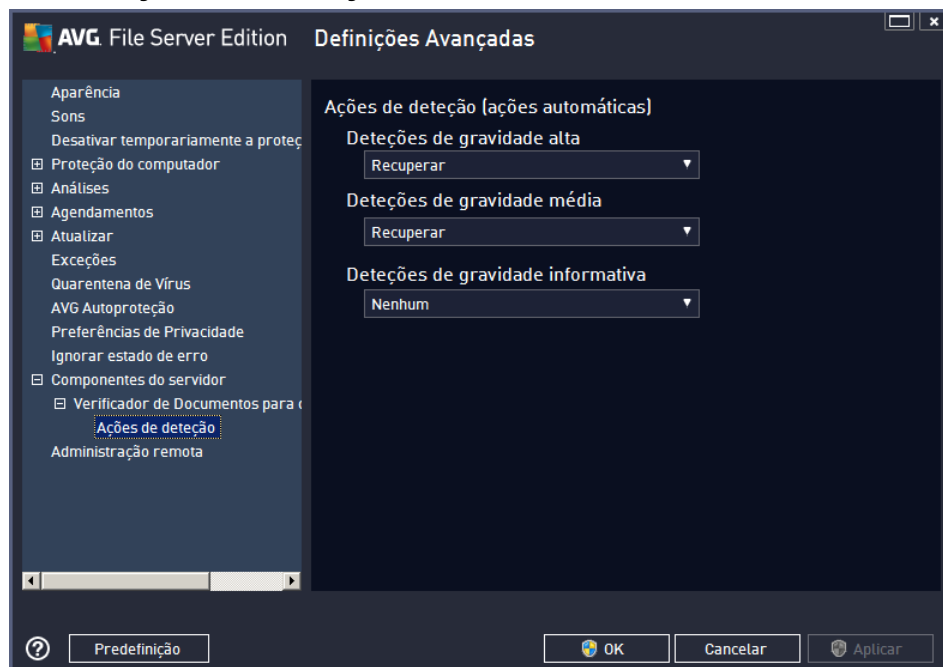 AVG. File Server Edition
Definições Avançadas
Aparência
Sons
Desativar temporariamente a proteç
Proteção do computador
Análises
Agendamentos
Atualizar
Exceções
Quarentena de Vírus
AVG Autoproteção
Preferências de Privacidade
Ignorar estado de erro
Componentes do servidor
Verificador de Documentos para
Ações de deteção
Administração remota
Ações de deteção (ações automáticas)
Deteções de gravidade alta
Recuperar
Deteções de gravidade média
Recuperar
Deteções de gravidade informativa
Nenhum
Predefinição
OK
Cancelar
Aplicar